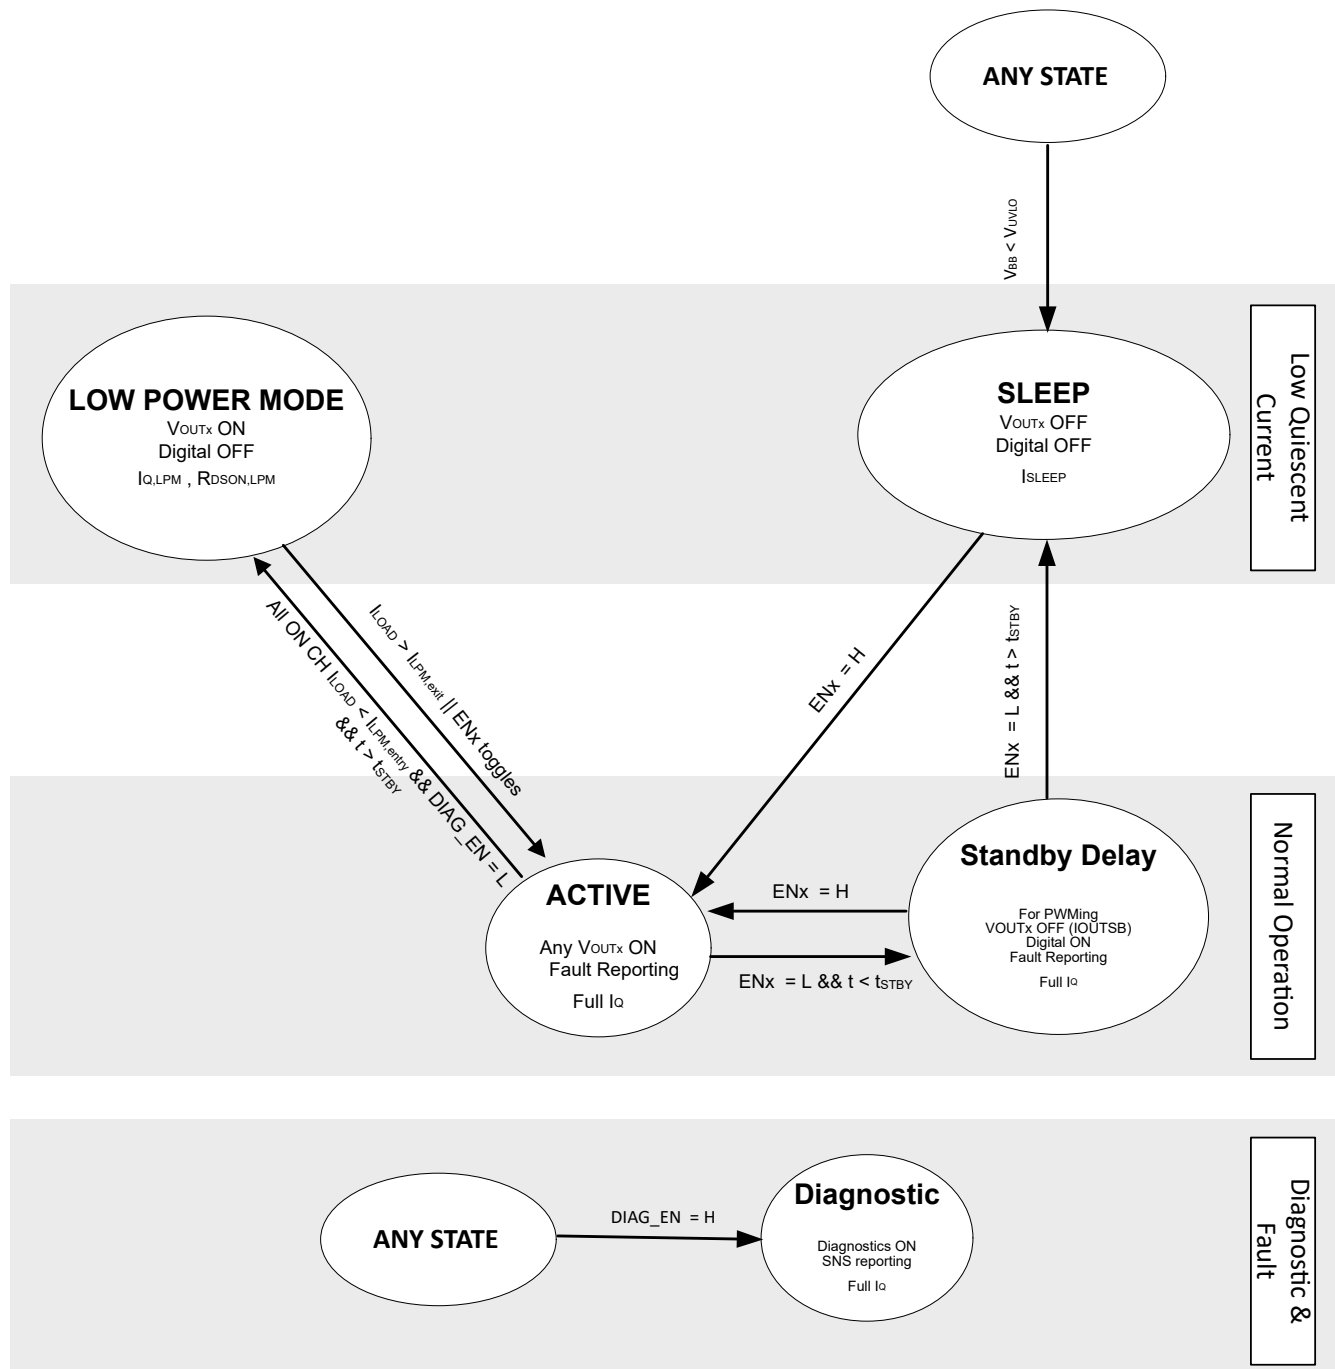 ANY STATE
VBB < VUVLO
LOW POWER MODE
VOUTx ON
Digital OFF
IQ,LPM , RDSON,LPM
SLEEP
VOUTx OFF
Digital OFF
ISLEEP
Low Quiescent
Current
ILOAD > ILPM,exit || ENx toggles
All ON CH ILOAD < ILPM,entry && DIAG_EN = L
&& t > tSTBY
ENx = H
ENx = L && t > tSTBY
ACTIVE
Any VOUTx ON
Fault Reporting
Full IQ
ENx = H
ENx = L && t < tSTBY
Standby Delay
For PWMing
VOUTx OFF (IOUTSB)
Digital ON
Fault Reporting
Full IQ
Normal Operation
ANY STATE
DIAG_EN = H
Diagnostic
Diagnostics ON
SNS reporting
Full IQ
Diagnostic &
Fault